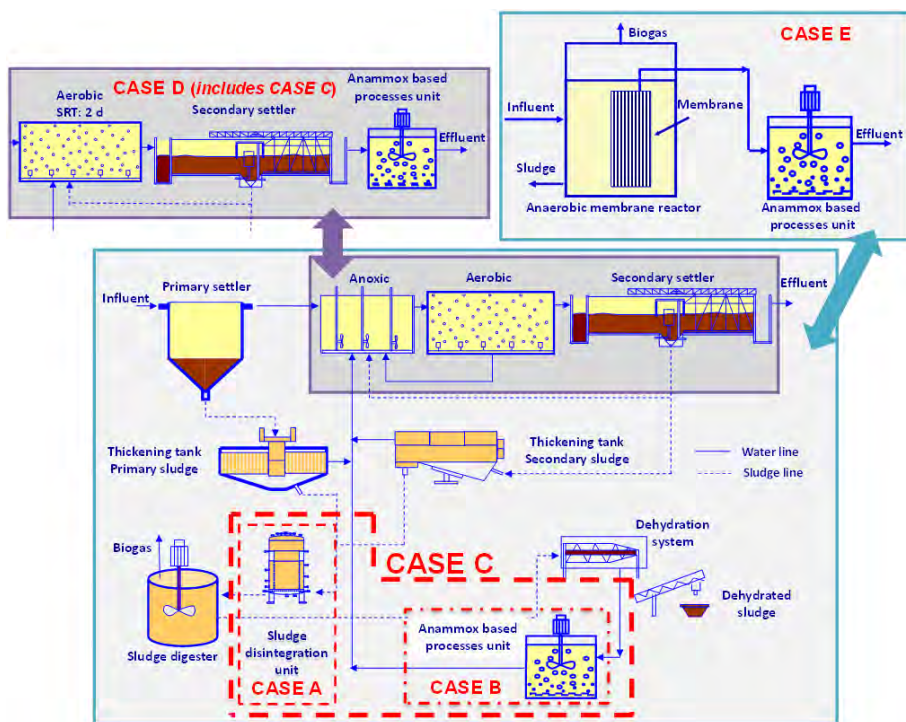 CASE D (includes CASE C)
Aerobic
SRT: 2 d
Secondary settler
Anammox based
processes unit
Effluent
CASE E
Biogas
Influent
Membrane
Sludge
Effluent
Anaerobic membrane reactor
Anammox based
processes unit
Primary settler
Influent
Anoxic
Aerobic
Secondary settler
Effluent
Thickening tank
Primary sludge
Thickening tank
Secondary sludge
Water line
Sludge line
Biogas
Sludge digester
Sludge
disintegration
unit
CASE A
CASE C
Anammox based
processes unit
CASE B
Dehydration
system
Dehydrated
sludge